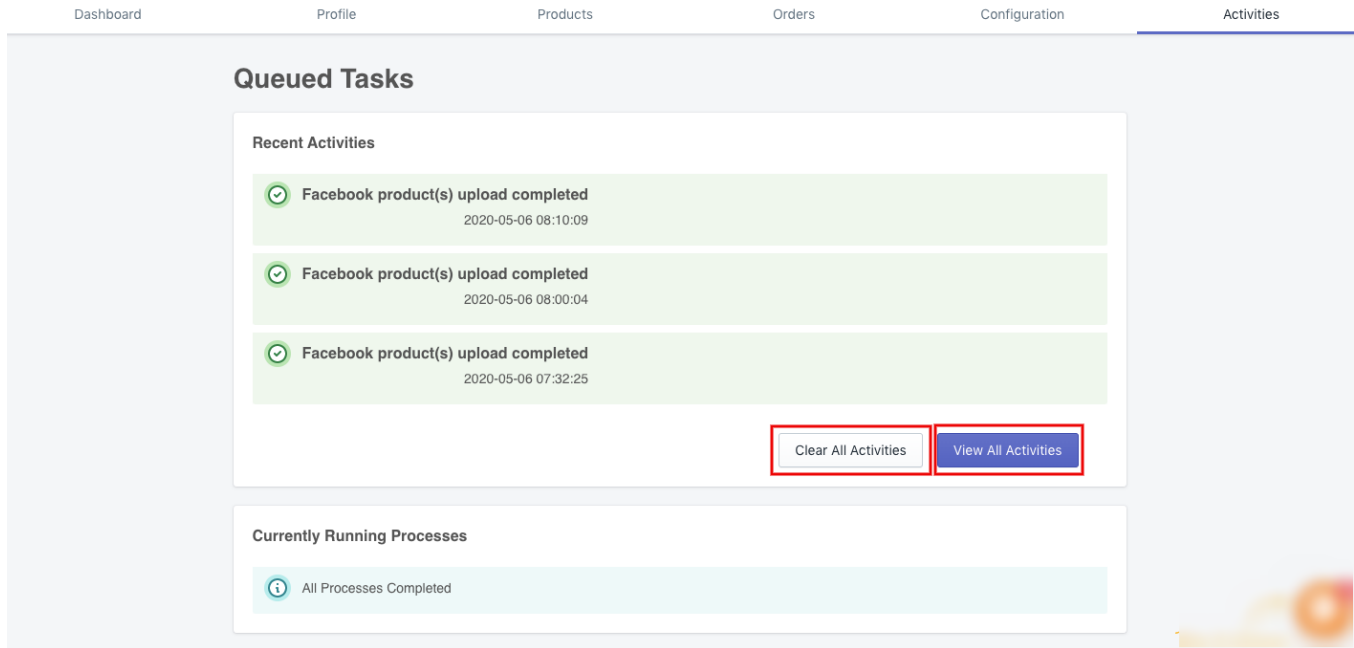 Dashboard Profile Products Orders Configuration Activities
Queued Tasks
Recent Activities
Facebook product(s) upload completed
2020-05-06 08:10:09
Facebook product(s) upload completed
2020-05-06 08:00:04
Facebook product(s) upload completed
2020-05-06 07:32:25
Clear All Activities View All Activities
Currently Running Processes
All Processes Completed